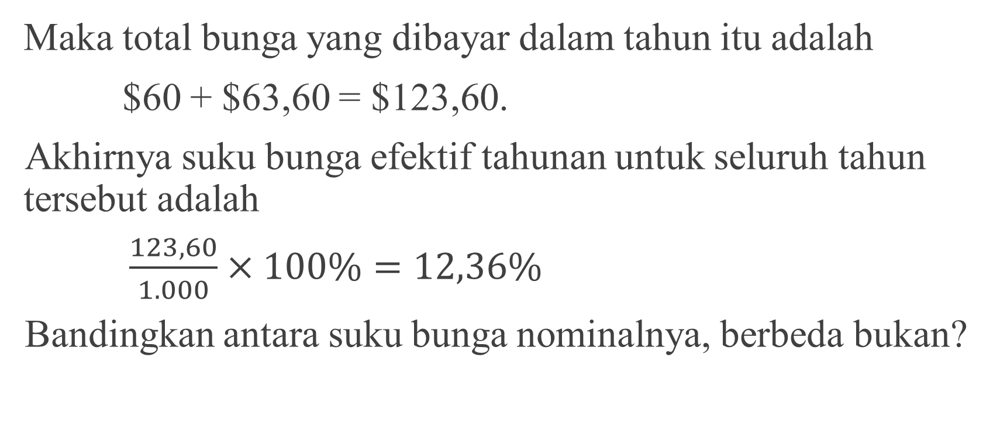 Maka total bunga yang dibayar dalam tahun itu adalah
$60 + $63,60 = $123,60.
Akhirnya suku bunga efektif tahunan untuk seluruh tahun
tersebut adalah
123,60
1.000
× 100% = 12,36%
Bandingkan antara suku bunga nominalnya, berbeda bukan?